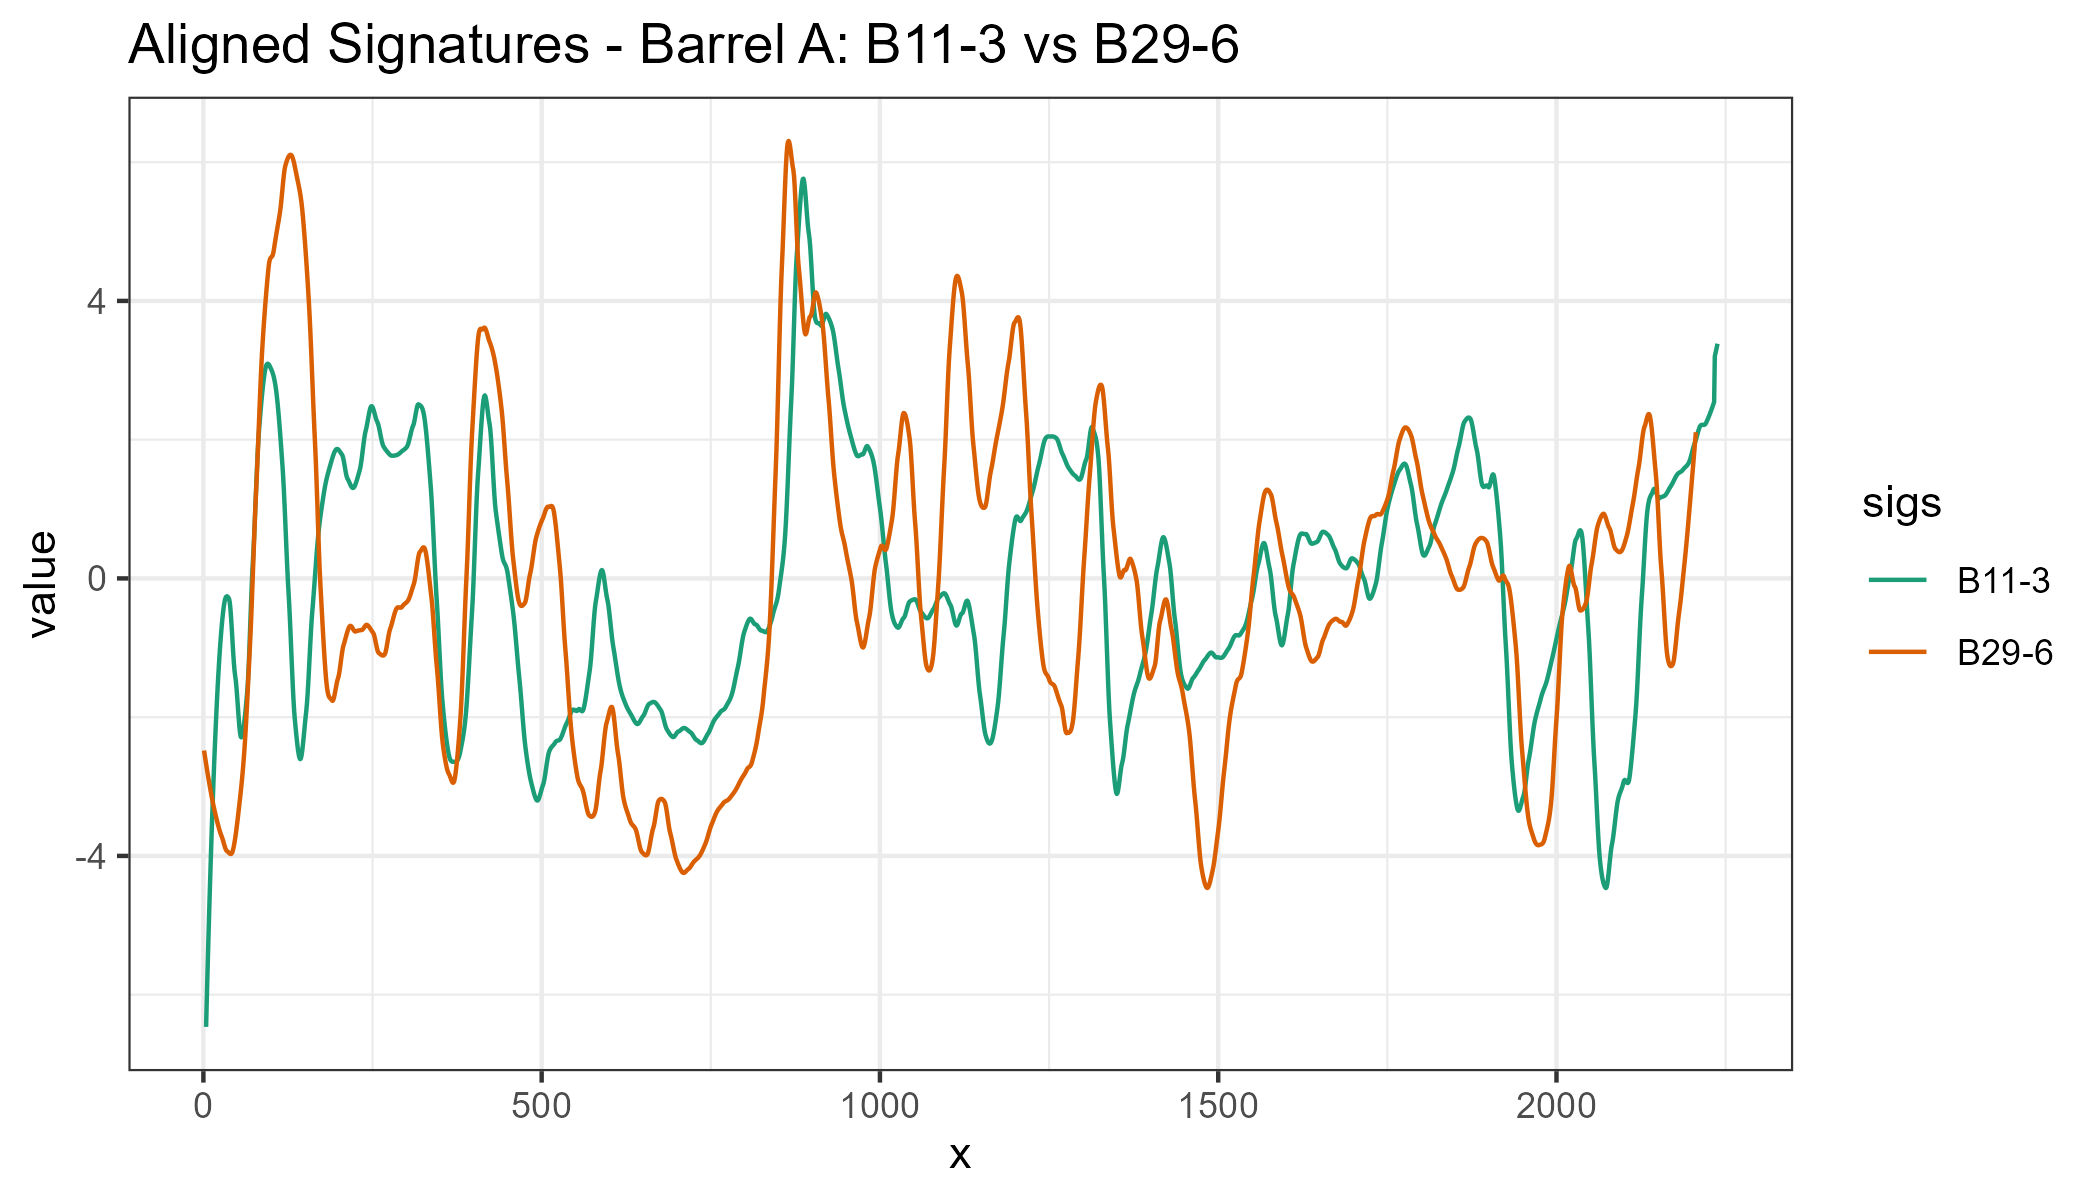 Aligned Signatures - Barrel A: B11-3 vs B29-6
value
4
0
-4
0 500 1000 1500 2000
x
sigs
B11-3
B29-6